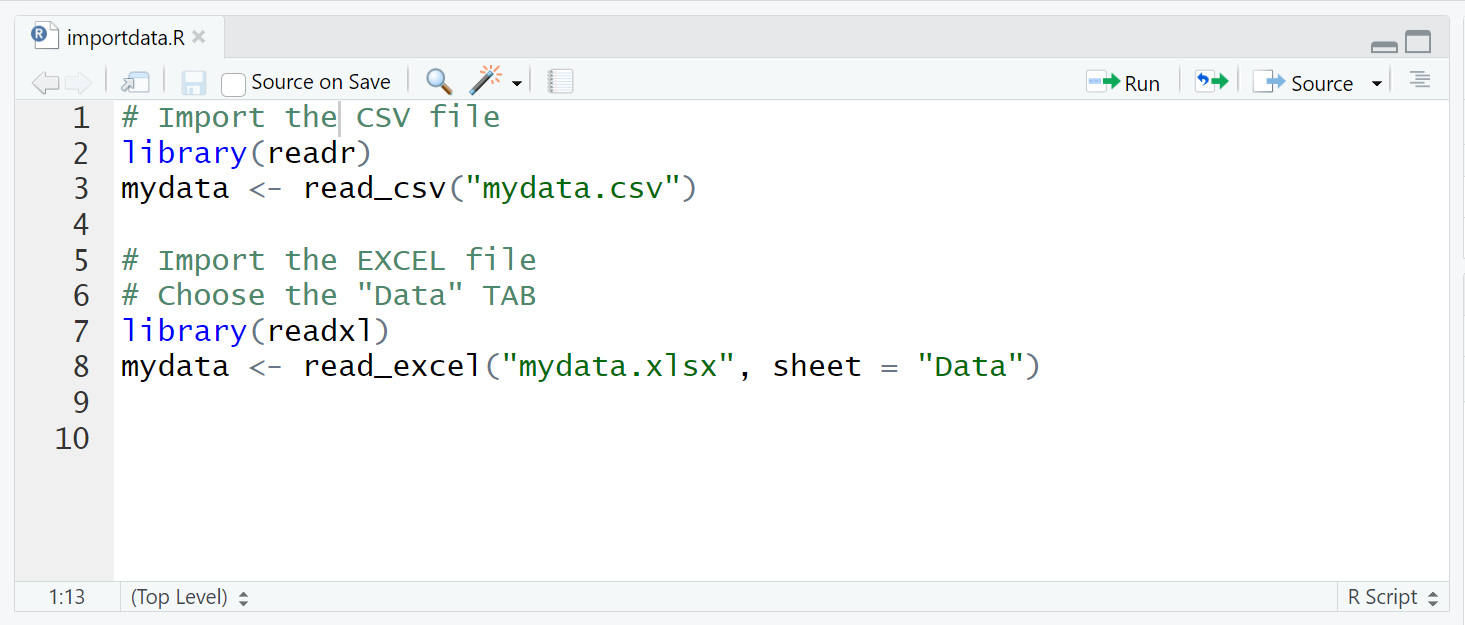 importdata.R
Source on Save
Run
Source
1 # Import the CSV file
2 library(readr)
3 mydata <- read_csv("mydata.csv")
4
5 # Import the EXCEL file
6 # Choose the "Data" TAB
7 library(readxl)
8 mydata <- read_excel("mydata.xlsx", sheet = "Data")
9
10
1:13
(Top Level)
R Script